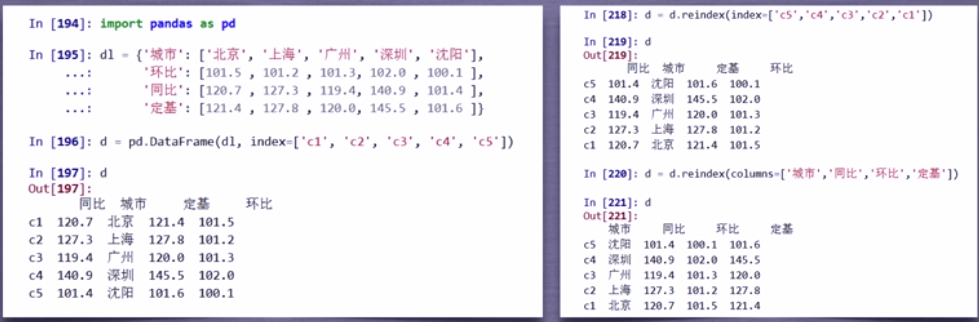 In [194]: import pandas as pd
In [195]: dl = {'城市': ['北京', '上海', '广州', '深圳', '沈阳'],
...: '环比': [101.5 , 101.2 , 101.3, 102.0 , 100.1 ],
...: '同比': [120.7 , 127.3 , 119.4, 140.9 , 101.4 ],
...: '定基': [121.4 , 127.8 , 120.0, 145.5 , 101.6 ]}
In [196]: d = pd.DataFrame(dl, index=['c1', 'c2', 'c3', 'c4', 'c5'])
In [197]: d
Out[197]:
同比 城市 定基 环比
c1 120.7 北京 121.4 101.5
c2 127.3 上海 127.8 101.2
c3 119.4 广州 120.0 101.3
c4 140.9 深圳 145.5 102.0
c5 101.4 沈阳 101.6 100.1
In [218]: d = d.reindex(index=['c5','c4','c3','c2','c1'])
In [219]: d
Out[219]:
同比 城市 定基 环比
c5 101.4 沈阳 101.6 100.1
c4 140.9 深圳 145.5 102.0
c3 119.4 广州 120.0 101.3
c2 127.3 上海 127.8 101.2
c1 120.7 北京 121.4 101.5
In [220]: d = d.reindex(columns=['城市','同比','环比','定基'])
In [221]: d
Out[221]:
城市 同比 环比 定基
c5 沈阳 101.4 100.1 101.6
c4 深圳 140.9 102.0 145.5
c3 广州 119.4 101.3 120.0
c2 上海 127.3 101.2 127.8
c1 北京 120.7 101.5 121.4